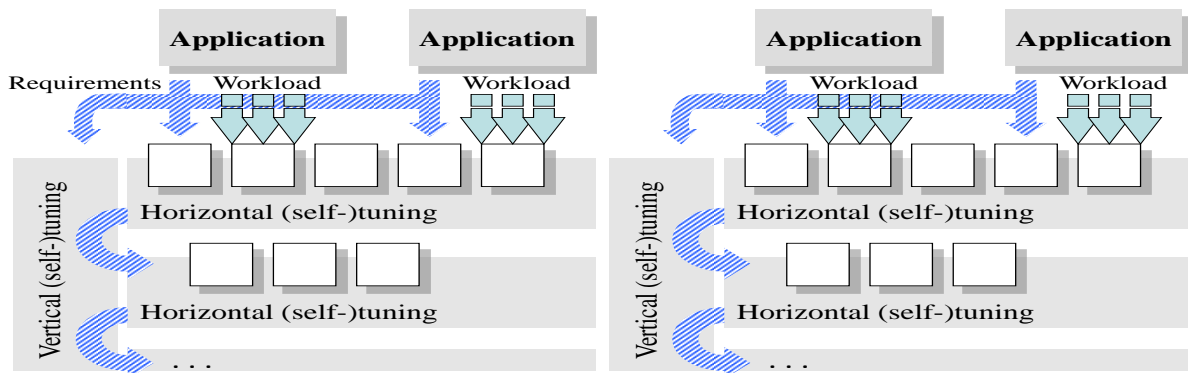 Application
Application
Requirements
Workload
Workload
Horizontal (self-)tuning
Vertical (self-)tuning
Horizontal (self-)tuning
. . .
Application
Application
Workload
Workload
Horizontal (self-)tuning
Vertical (self-)tuning
Horizontal (self-)tuning
. . .